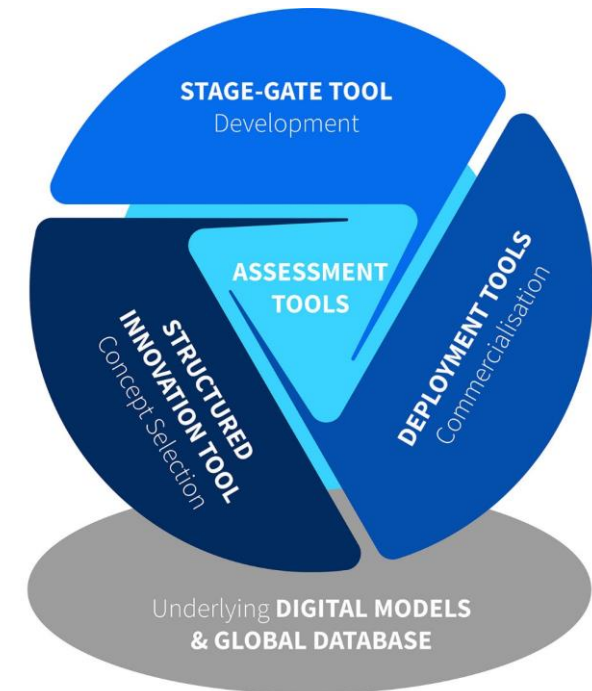 STAGE-GATE TOOL
Development
ASSESSMENT
TOOLS
STRUCTURED
INNOVATION TOOL
Concept Selection
DEPLOYMENT TOOLS
Commercialisation
Underlying DIGITAL MODELS
& GLOBAL DATABASE